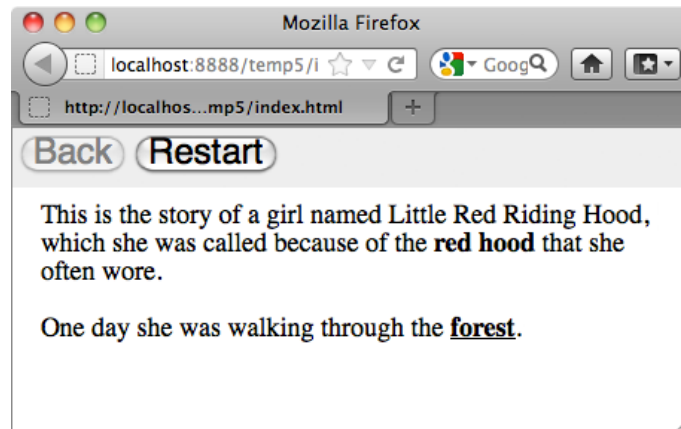 Mozilla Firefox
localhost:8888/temp5/i
Goog
http://localhos...mp5/index.html
Back Restart
This is the story of a girl named Little Red Riding Hood,
which she was called because of the red hood that she
often wore.
One day she was walking through the forest.